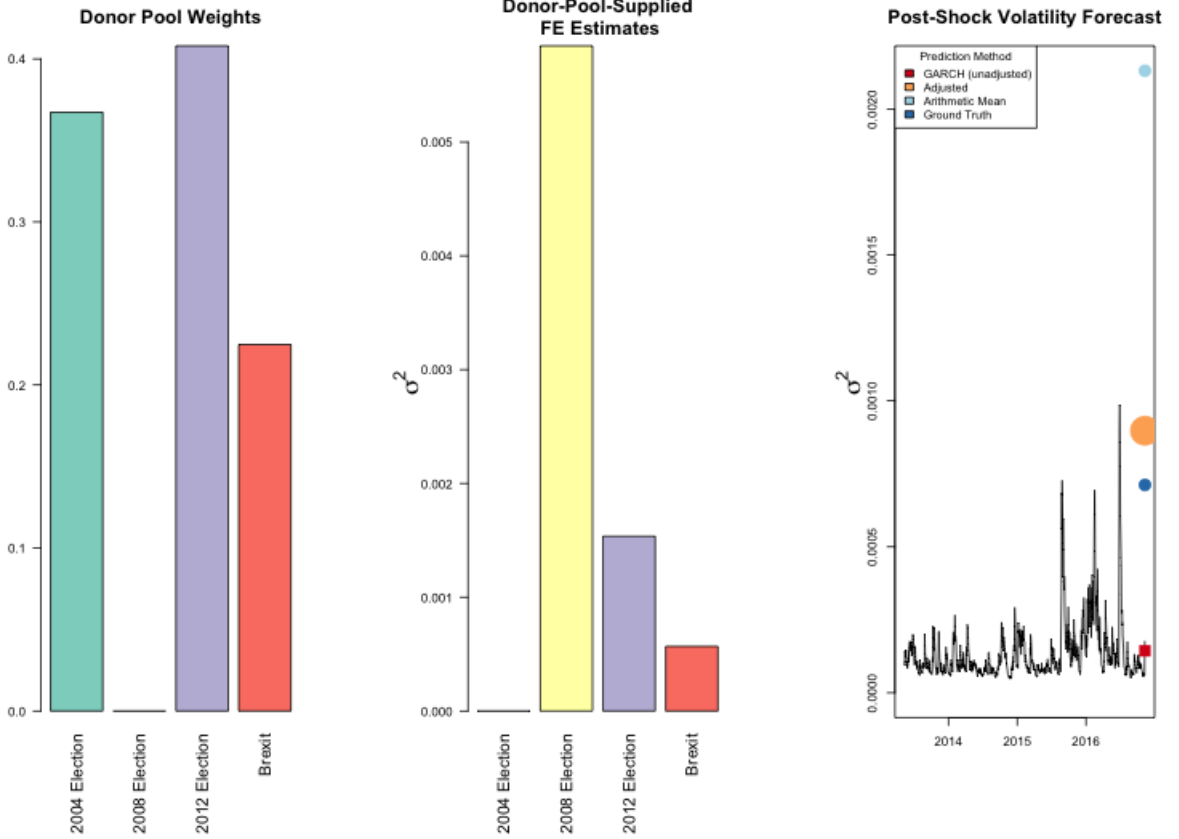 Donor Pool Weights
0.4
0.3
0.2
0.1
0.0
2004 Election
2008 Election
2012 Election
Brexit
Donor-Pool-Supplied
FE Estimates
σ²
0.005
0.004
0.003
0.002
0.001
0.000
2004 Election
2008 Election
2012 Election
Brexit
Post-Shock Volatility Forecast
Prediction Method
GARCH (unadjusted)
Adjusted
Arithmetic Mean
Ground Truth
σ²
0.0020
0.0015
0.0010
0.0005
0.0000
2014
2015
2016